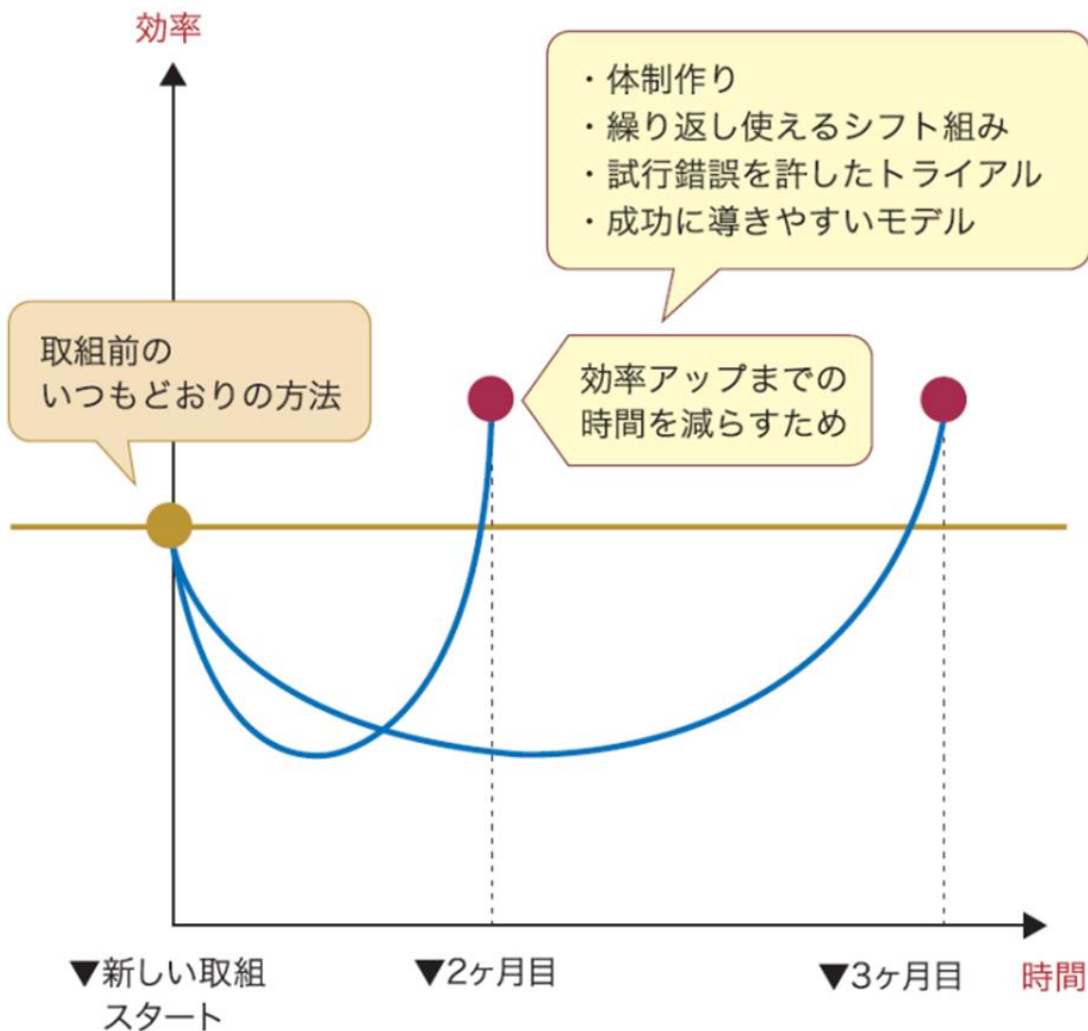 効率
・体制作り
・繰り返し使えるシフト組み
・試行錯誤を許したトライアル
・成功に導きやすいモデル
取組前の
いつもどおりの方法
効率アップまでの
時間を減らすため
▼新しい取組
スタート
▼2ヶ月目
▼3ヶ月目
時間